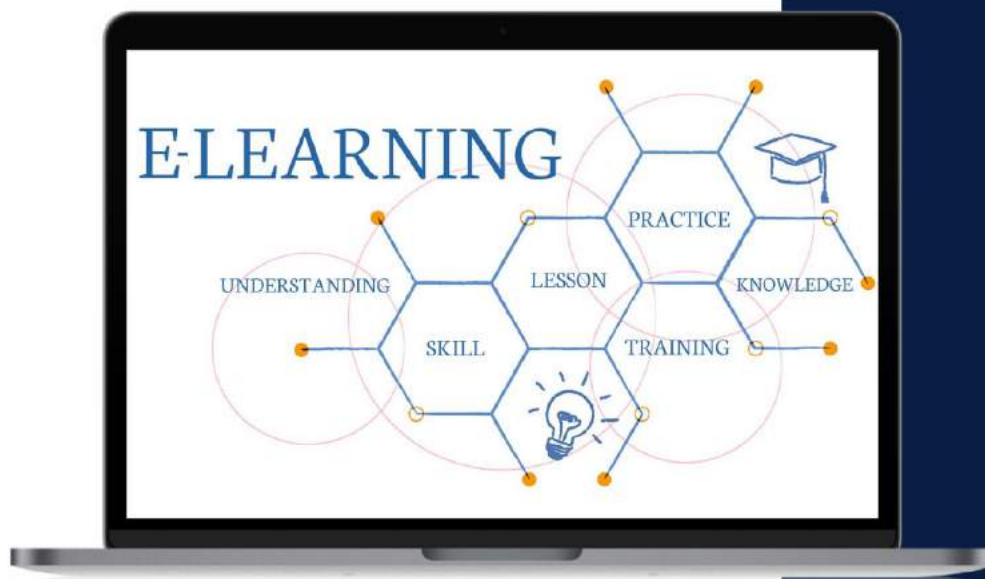 E-LEARNING
PRACTICE
UNDERSTANDING
LESSON
KNOWLEDGE
SKILL
TRAINING